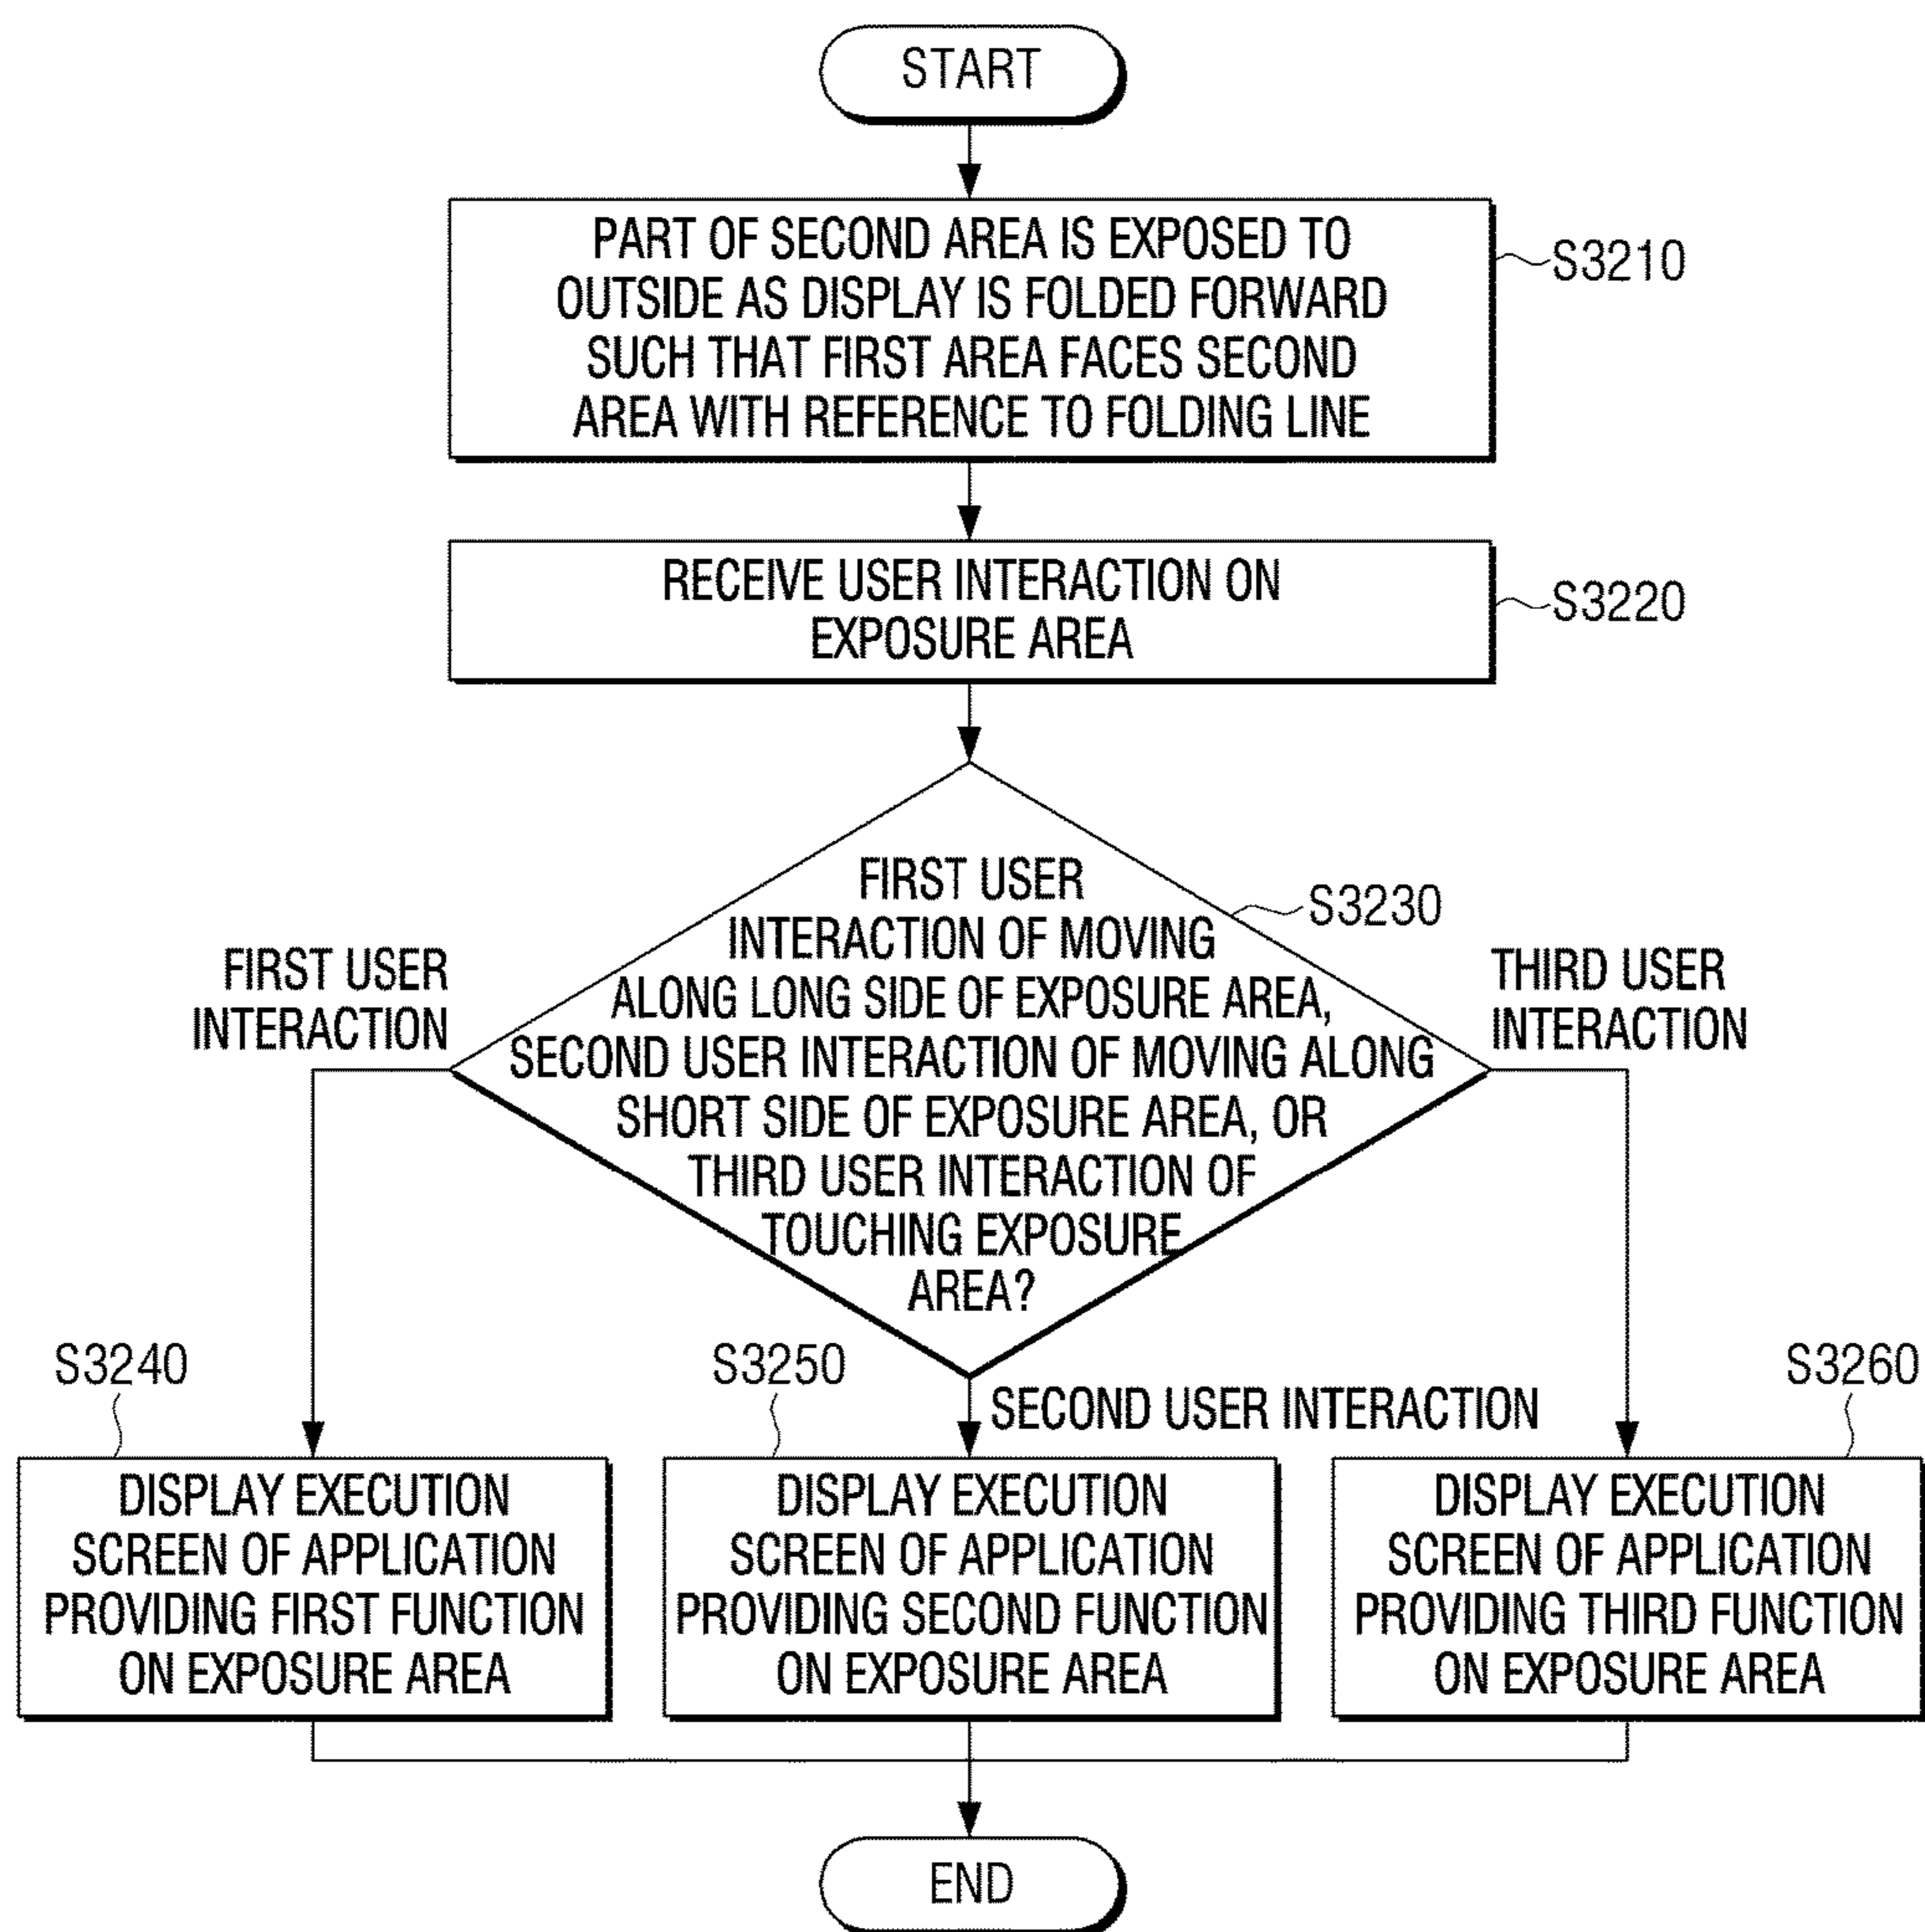 START
PART OF SECOND AREA IS EXPOSED TO
OUTSIDE AS DISPLAY IS FOLDED FORWARD
SUCH THAT FIRST AREA FACES SECOND
AREA WITH REFERENCE TO FOLDING LINE
S3210
RECEIVE USER INTERACTION ON
EXPOSURE AREA
S3220
FIRST USER
INTERACTION OF MOVING
ALONG LONG SIDE OF EXPOSURE AREA,
SECOND USER INTERACTION OF MOVING ALONG
SHORT SIDE OF EXPOSURE AREA, OR
THIRD USER INTERACTION OF
TOUCHING EXPOSURE
AREA?
S3230
FIRST USER
INTERACTION
THIRD USER
INTERACTION
SECOND USER INTERACTION
S3240
DISPLAY EXECUTION
SCREEN OF APPLICATION
PROVIDING FIRST FUNCTION
ON EXPOSURE AREA
S3250
DISPLAY EXECUTION
SCREEN OF APPLICATION
PROVIDING SECOND FUNCTION
ON EXPOSURE AREA
S3260
DISPLAY EXECUTION
SCREEN OF APPLICATION
PROVIDING THIRD FUNCTION
ON EXPOSURE AREA
END